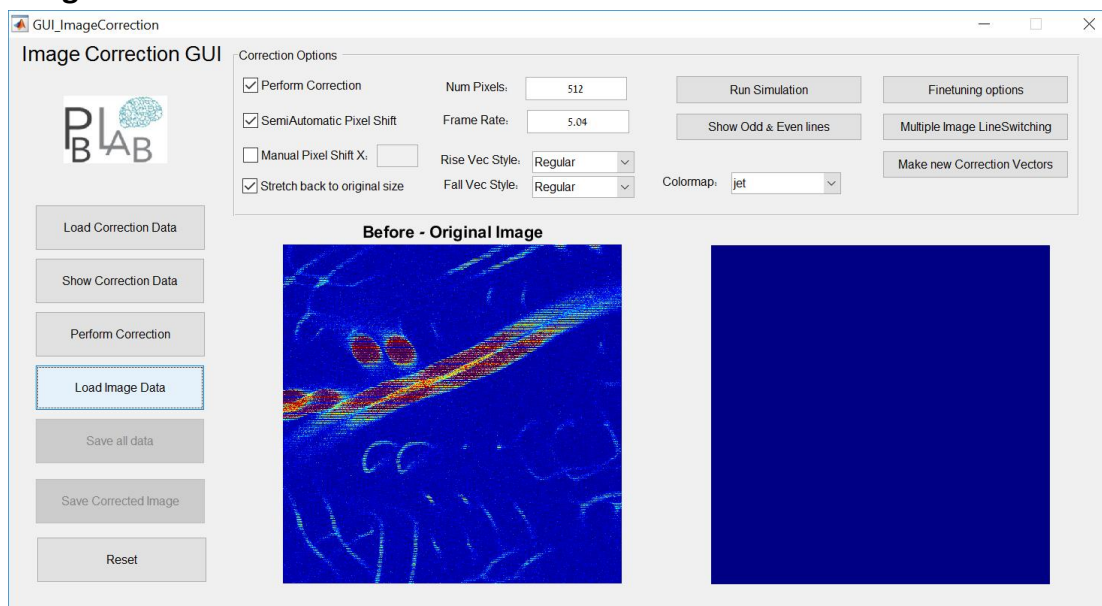 GUI_ImageCorrection
Image Correction GUI
PB LAB
Correction Options
Perform Correction
Num Pixels:
512
Run Simulation
Finetuning options
SemiAutomatic Pixel Shift
Frame Rate:
5.04
Show Odd & Even lines
Multiple Image LineSwitching
Manual Pixel Shift X:
Rise Vec Style:
Regular
Make new Correction Vectors
Stretch back to original size
Fall Vec Style:
Regular
Colormap:
jet
Load Correction Data
Show Correction Data
Perform Correction
Load Image Data
Save all data
Save Corrected Image
Reset
Before - Original Image